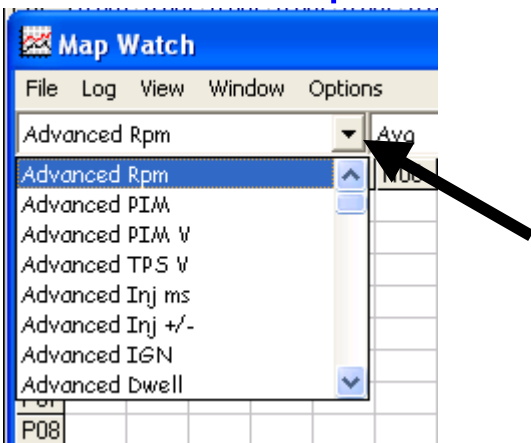 Map Watch
File Log View Window Options
Advanced Rpm Avg
Advanced Rpm
Advanced PIM
Advanced PIM V
Advanced TPS V
Advanced Inj ms
Advanced Inj +/-
Advanced IGN
Advanced Dwell
P08